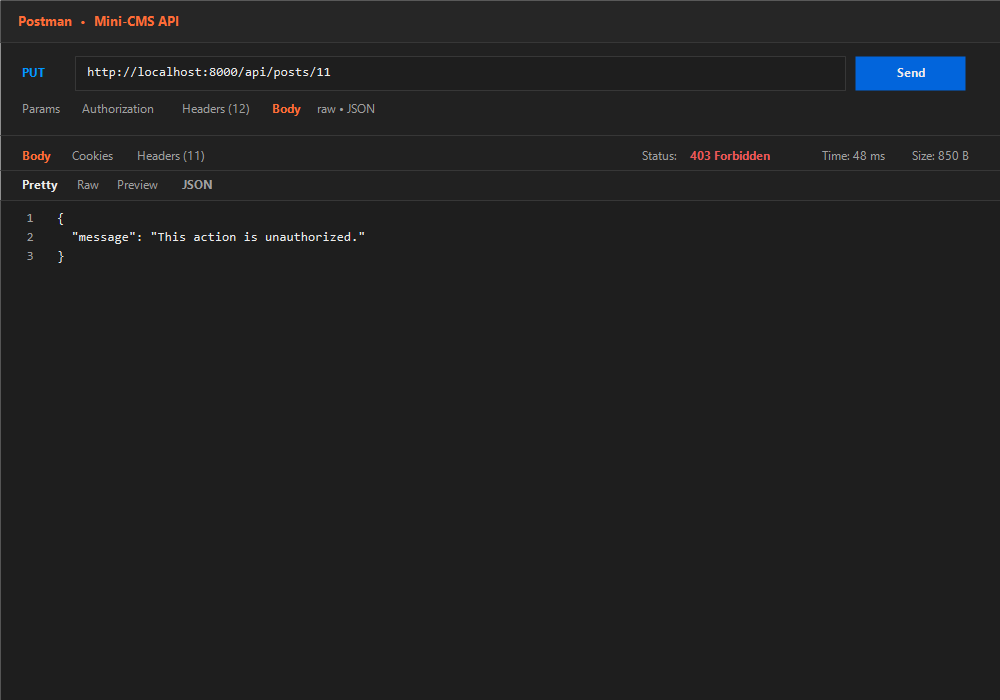 Postman • Mini-CMS API
PUT http://localhost:8000/api/posts/11 Send
Params Authorization Headers (12) Body raw • JSON
Body Cookies Headers (11) Status: 403 Forbidden Time: 48 ms Size: 850 B
Pretty Raw Preview JSON
1 {
2 "message": "This action is unauthorized."
3 }